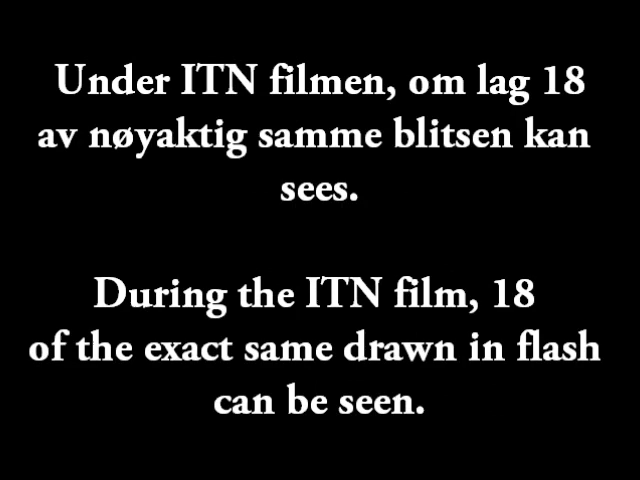 Under ITN filmen, om lag 18
av nøyaktig samme blitsen kan
sees.
During the ITN film, 18
of the exact same drawn in flash
can be seen.